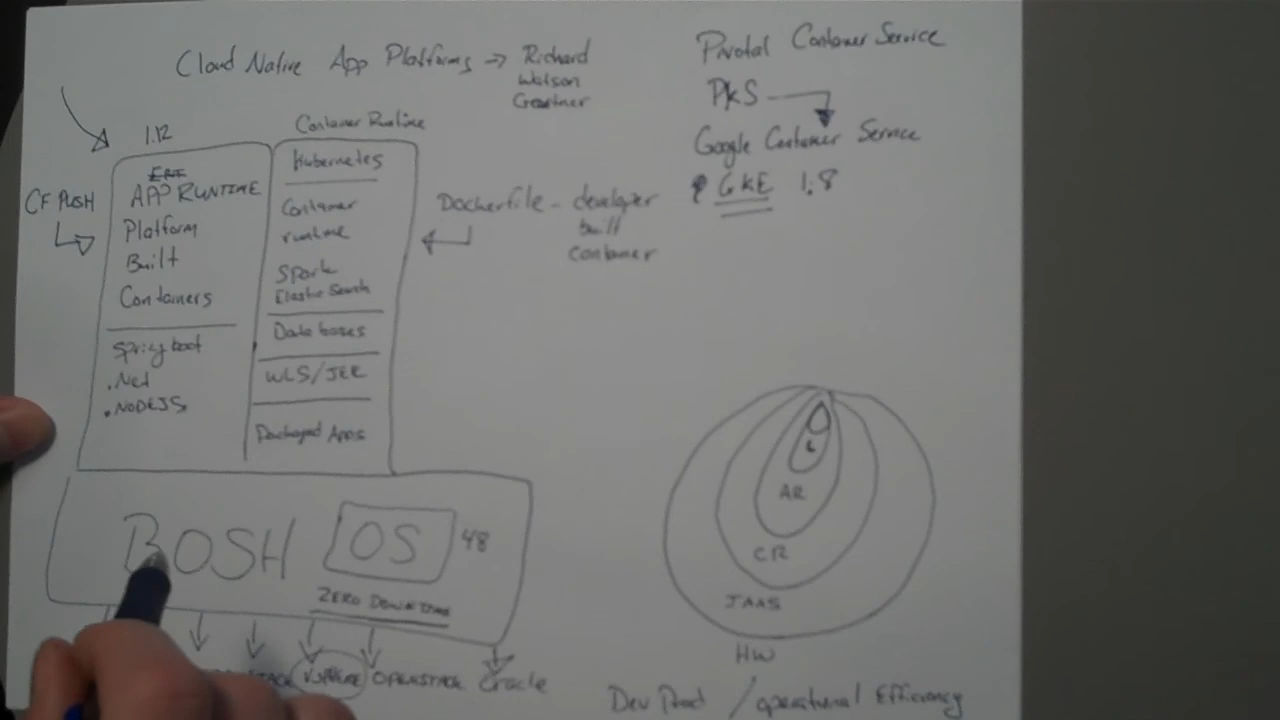 Cloud Native App Platforms → Richard
Watson
Gartner
Pivotal Container Service
PKS
Google Container Service
GKE 1.8
1.12
Container Runtime
CF PUSH
ERT
APP RUNTIME
Platform
Built
Containers
Spring boot
.Net
.NODEJS
Kubernetes
Container
runtime
Spark
Elastic Search
Databases
WLS/JEE
Packaged Apps
Dockerfile - developer
built
container
BOSH
OS
48
ZERO DOWNTIME
VMWARE
OPENSTACK
Oracle
L
AR
CR
IAAS
HW
Dev Prod / operational Efficiency